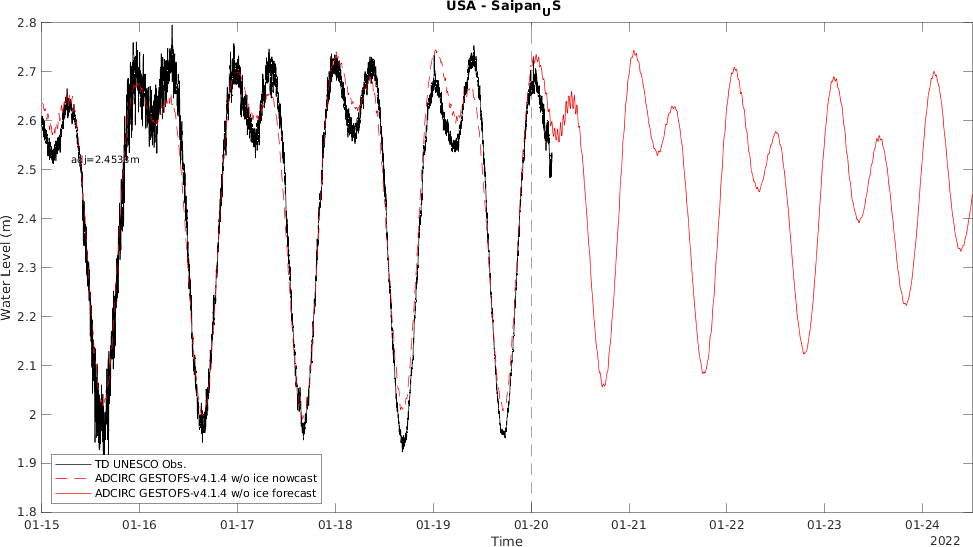 USA - Saipan_US
2.8
2.7
2.6
2.5
2.4
2.3
2.2
2.1
2
1.9
1.8
Water Level (m)
adj=2.4533m
TD UNESCO Obs.
ADCIRC GESTOFS-v4.1.4 w/o ice nowcast
ADCIRC GESTOFS-v4.1.4 w/o ice forecast
01-15 01-16 01-17 01-18 01-19 01-20 01-21 01-22 01-23 01-24
Time
2022